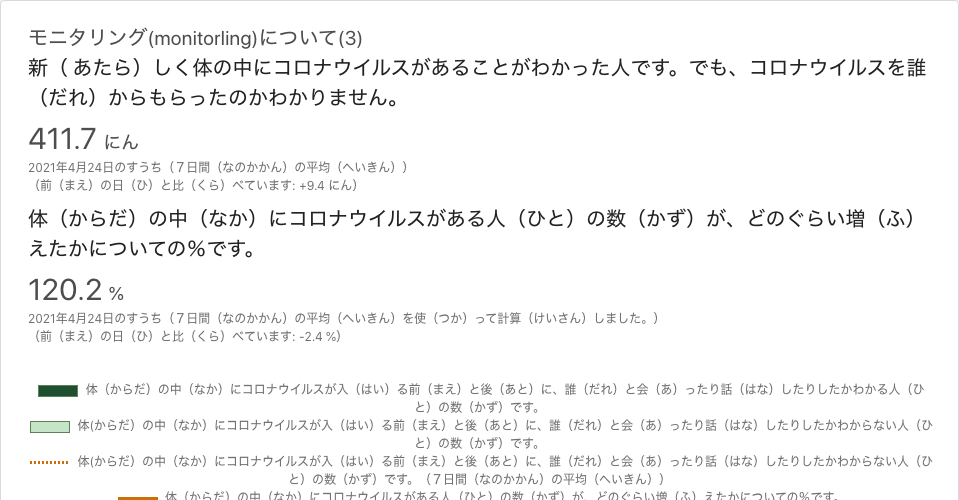 モニタリング(monitorling)について(3)
新（ あたら）しく体の中にコロナウイルスがあることがわかった人です。でも、コロナウイルスを誰
（だれ）からもらったのかわかりません。
411.7 にん
2021年4月24日のすうち（７日間（なのかかん）の平均（へいきん））
（前（まえ）の日（ひ）と比（くら）べています: +9.4 にん）
体（からだ）の中（なか）にコロナウイルスがある人（ひと）の数（かず）が、どのぐらい増（ふ）
えたかについての％です。
120.2 %
2021年4月24日のすうち（７日間（なのかかん）の平均（へいきん）を使（つか）って計算（けいさん）しました。）
（前（まえ）の日（ひ）と比（くら）べています: -2.4 %）
体（からだ）の中（なか）にコロナウイルスが入（はい）る前（まえ）と後（あと）に、誰（だれ）と会（あ）ったり話（はな）したりしたかわかる人（ひ
と）の数（かず）です。
体(からだ）の中（なか）にコロナウイルスが入（はい）る前（まえ）と後（あと）に、誰（だれ）と会（あ）ったり話（はな）したりしたかわからない人（ひ
と）の数（かず）です。
体(からだ）の中（なか）にコロナウイルスが入（はい）る前（まえ）と後（あと）に、誰（だれ）と会（あ）ったり話（はな）したりしたかわからない人（ひ
と）の数（かず）です。（７日間（なのかかん）の平均（へいきん））
体（からだ）の中（なか）にコロナウイルスがある人（ひと）の数（かず）が、どのぐらい増（ふ）えたかについての％です。